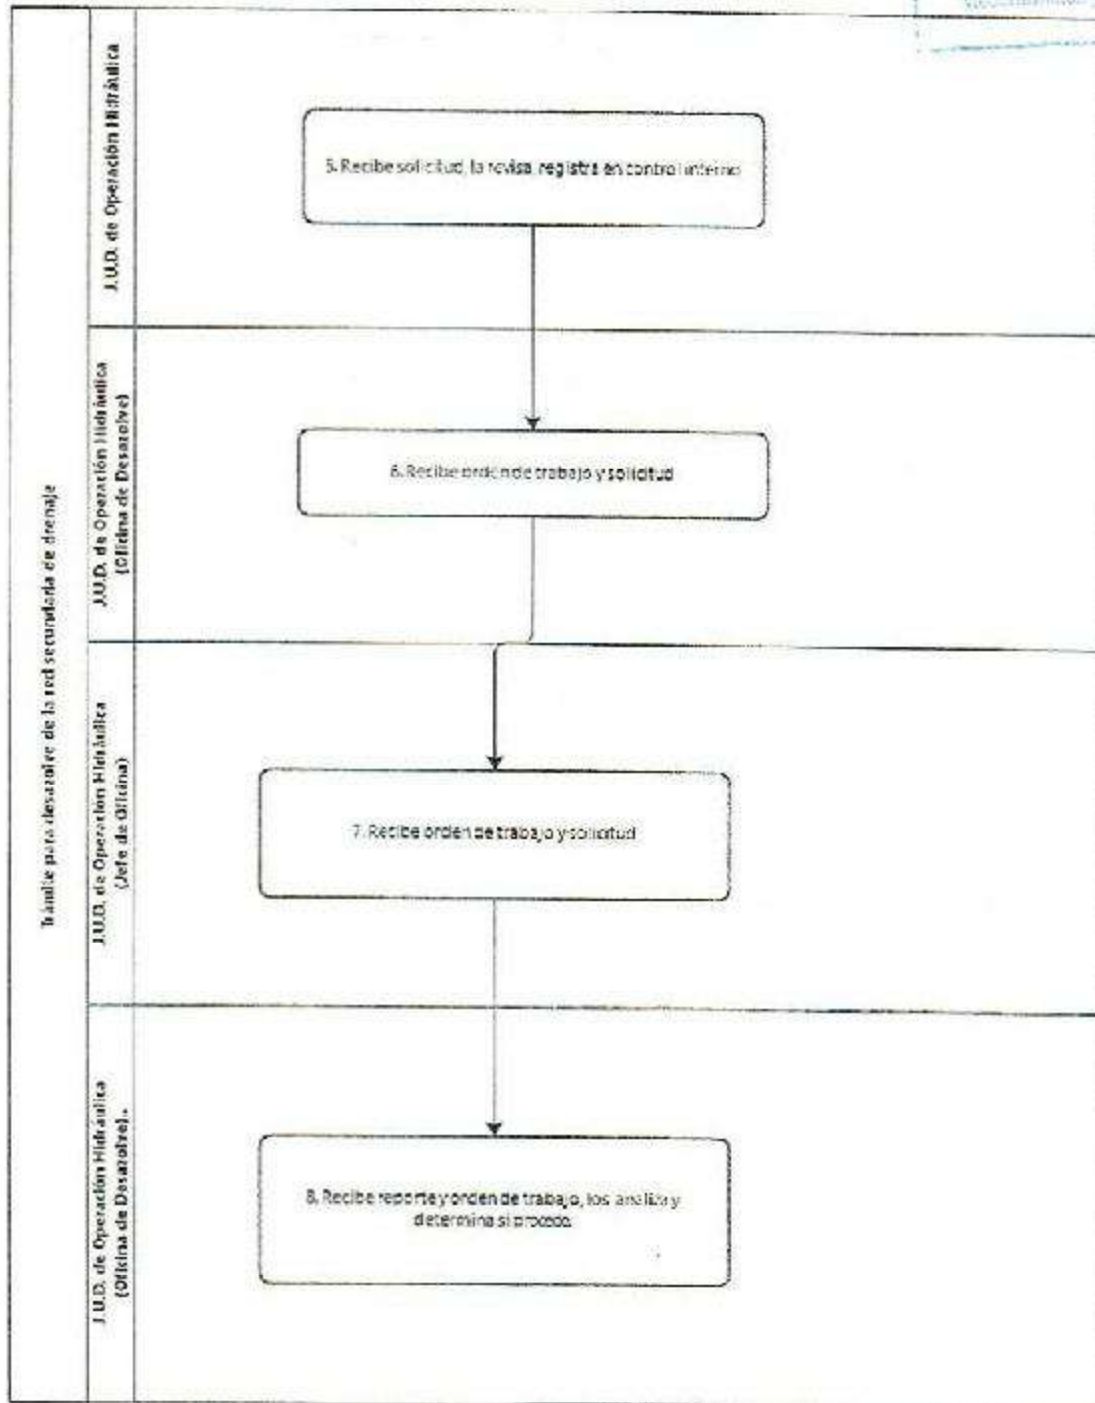 Trámite para desazolve de la red secundaria de drenaje
J.U.D. de Operación Hidráulica
5. Recibe solicitud, la revisa, registra en control interno
J.U.D. de Operación Hidráulica
(Oficina de Desazolve)
6. Recibe orden de trabajo y solicitud
J.U.D. de Operación Hidráulica
(Jefe de Oficina)
7. Recibe orden de trabajo y solicitud
J.U.D. de Operación Hidráulica
(Oficina de Desazolve)..
8. Recibe reporte y orden de trabajo, los analiza y
determina si procede.